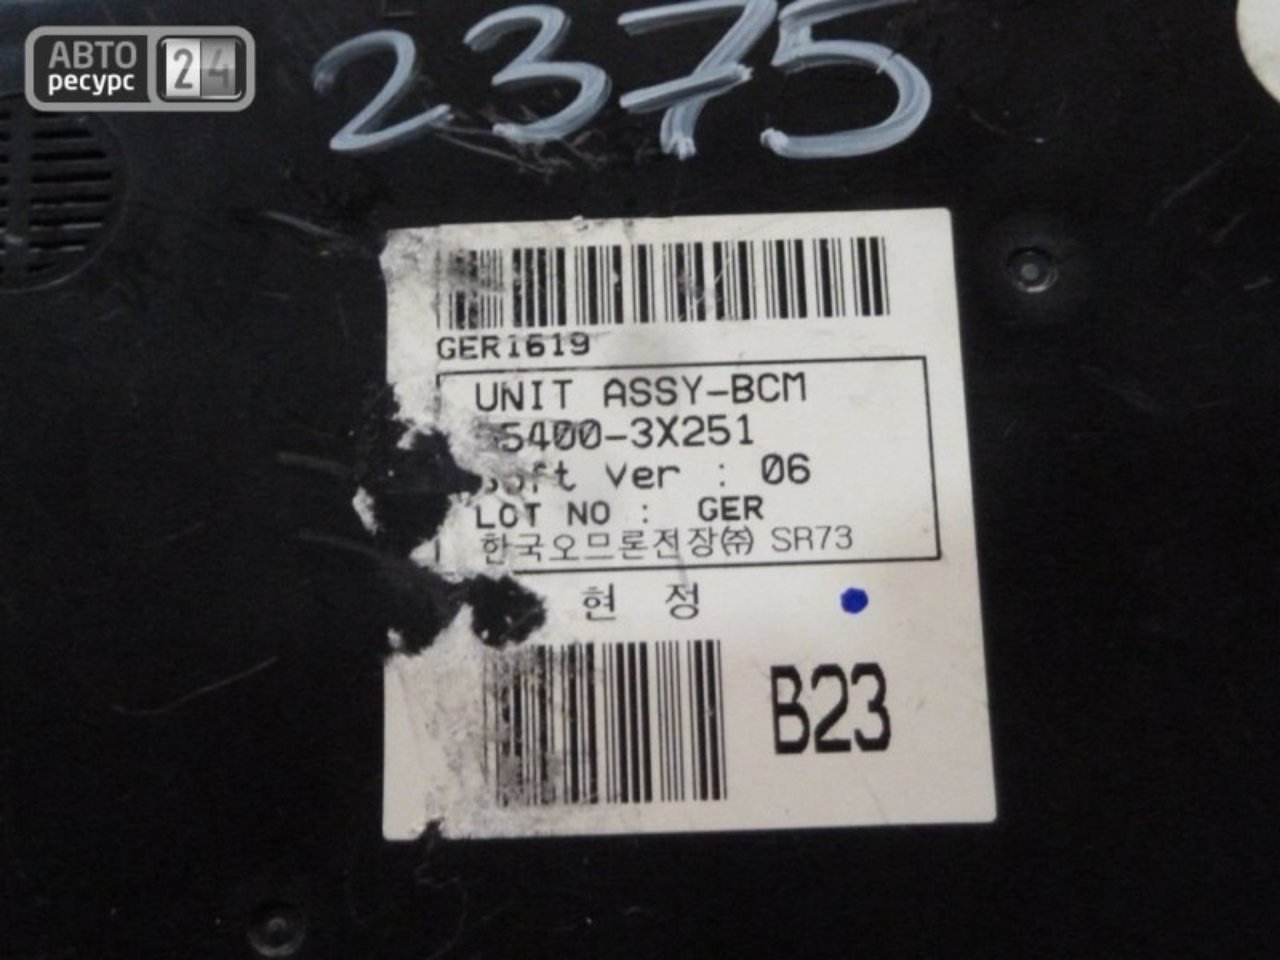 АВТО
ресурс
24
2375
GER1619
UNIT ASSY-BCM
5400-3X251
Soft Ver : 06
LOT NO : GER
한국오므론전장㈜ SR73
현 정
B23